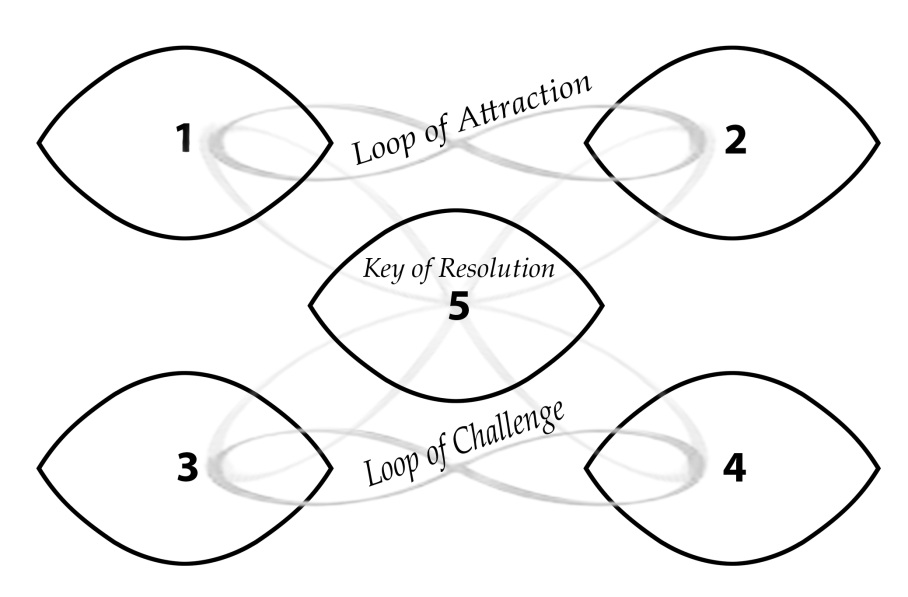 Loop of Attraction
1
2
Key of Resolution
5
Loop of Challenge
3
4